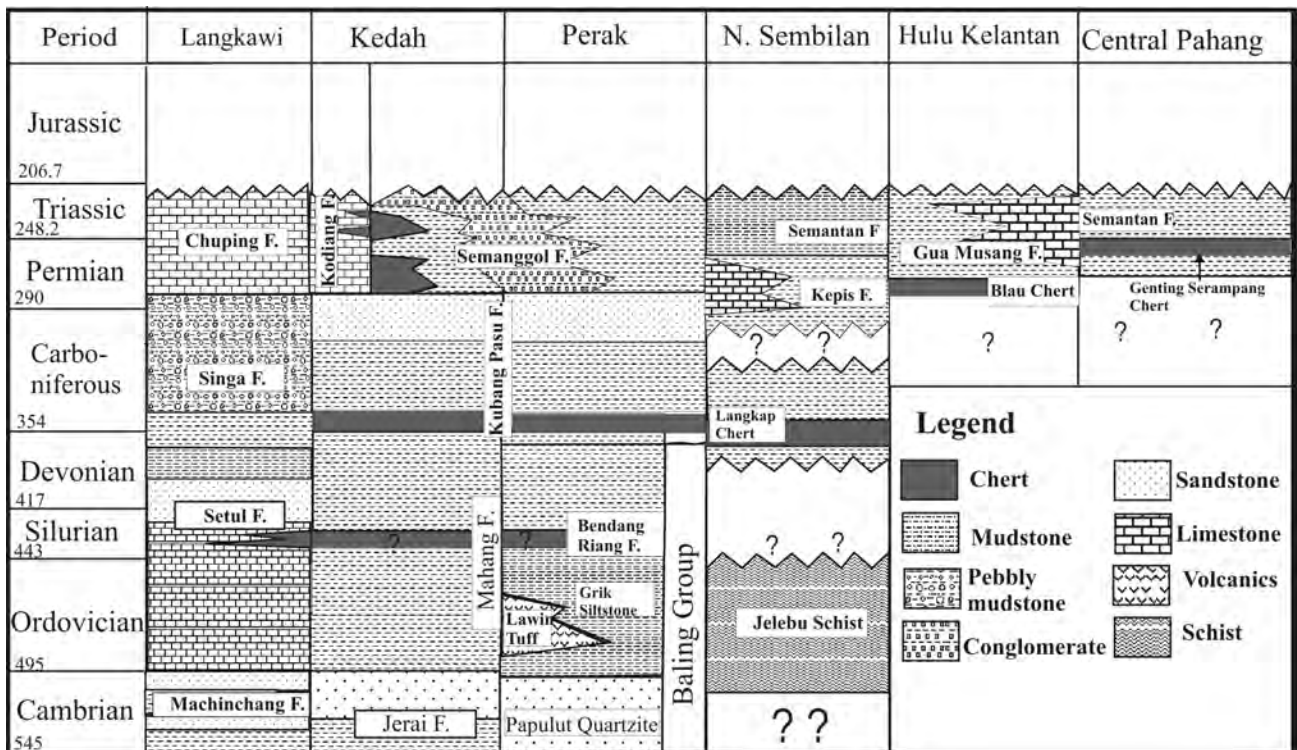 Period Langkawi Kedah Perak N. Sembilan Hulu Kelantan Central Pahang
Jurassic
206.7
Triassic
248.2
Permian
290
Carbo-
niferous
354
Devonian
417
Silurian
443
Ordovician
495
Cambrian
545
Chuping F.
Singa F.
Setul F.
Machinchang F.
Kodiang F.
Semanggol F.
Kubang Pasu F.
Mahang F.
?
Jerai F.
?
Bendang
Riang F.
Grik
Siltstone
Lawin
Tuff
Papulut Quartzite
Baling Group
Semantan F
Kepis F.
? ?
Langkap
Chert
? ?
Jelebu Schist
? ?
Gua Musang F.
Blau Chert
?
Semantan F.
Genting Serampang
Chert
? ?
Legend
Chert
Mudstone
Pebbly
mudstone
Conglomerate
Sandstone
Limestone
Volcanics
Schist